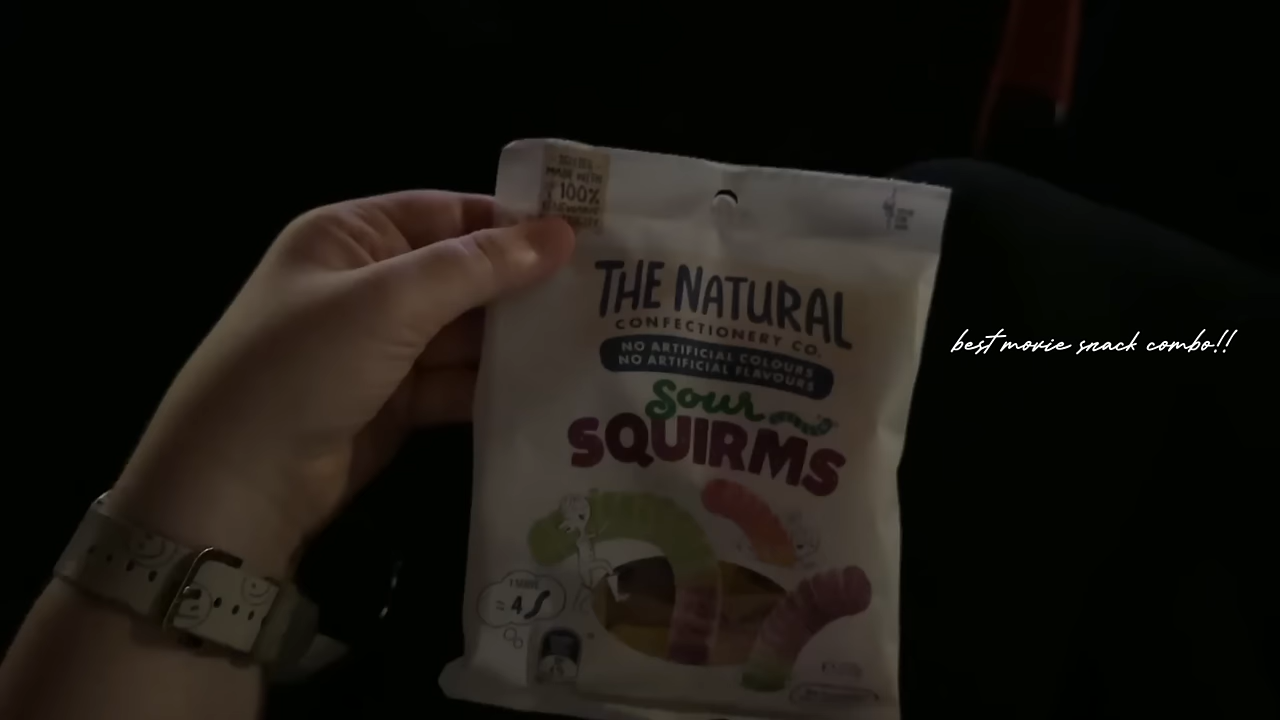 MADE WITH
100%
THE NATURAL
CONFECTIONERY CO.
NO ARTIFICIAL COLOURS
NO ARTIFICIAL FLAVOURS
best movie snack combo!!
Sour
SQUIRMS
= 4